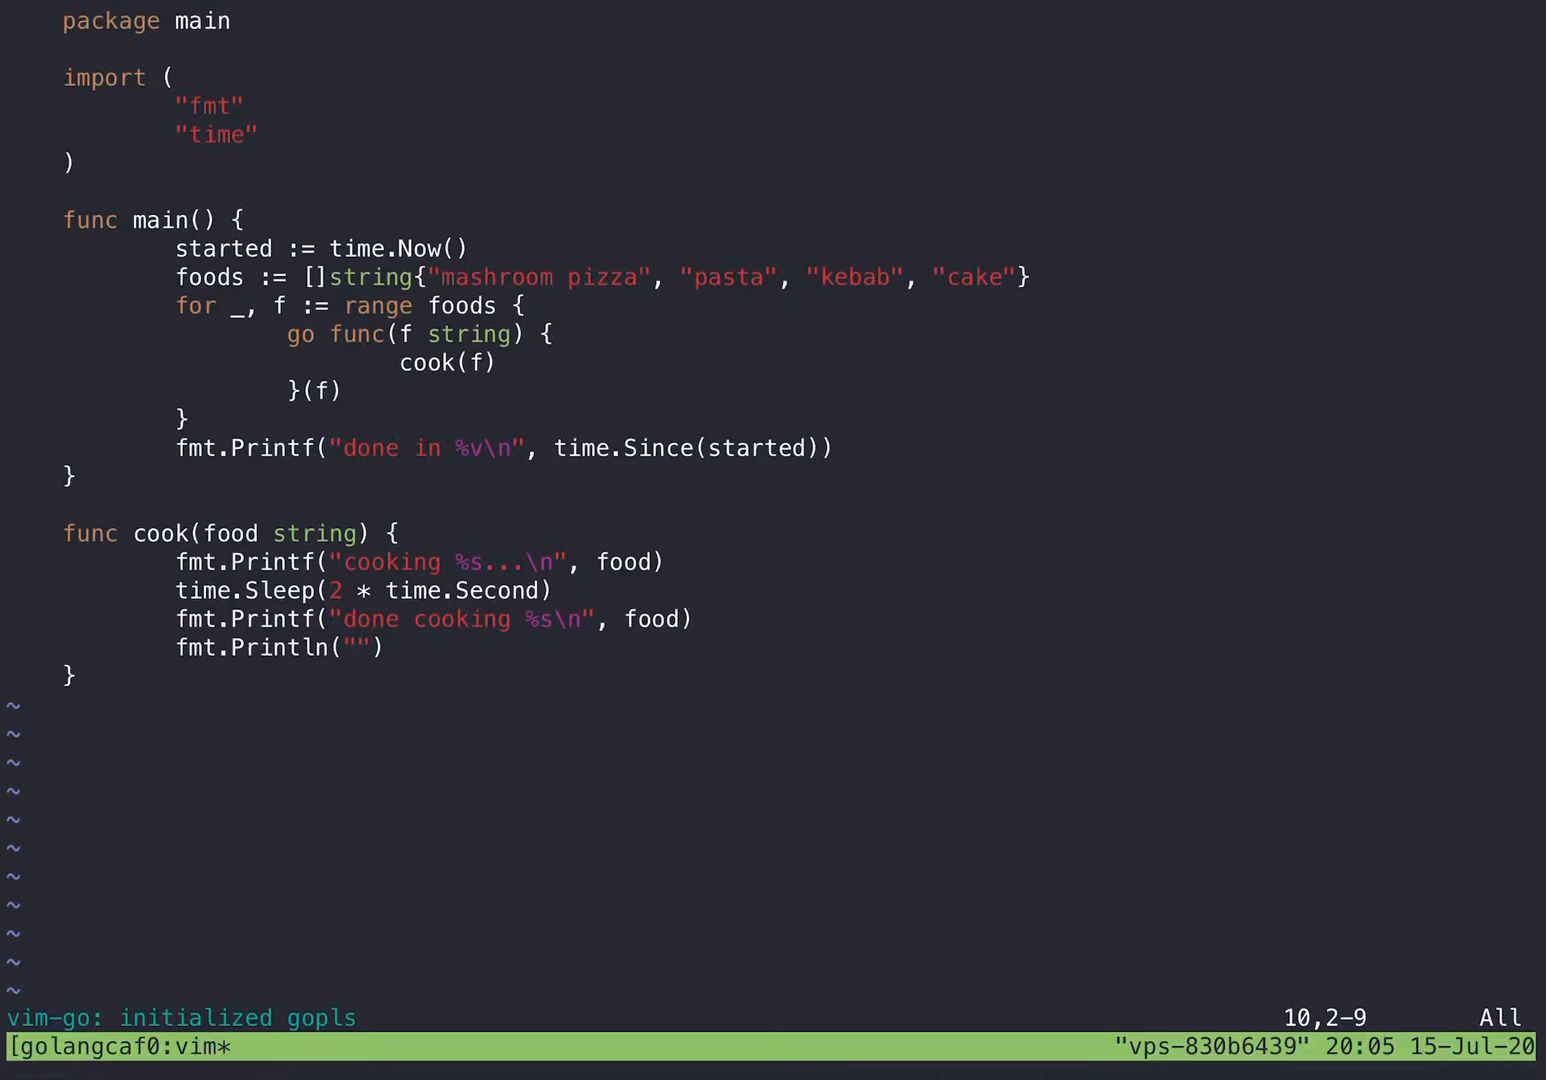 package main
import (
"fmt"
"time"
)
func main() {
started := time.Now()
foods := []string{"mashroom pizza", "pasta", "kebab", "cake"}
for _, f := range foods {
go func(f string) {
cook(f)
}(f)
}
fmt.Printf("done in %v\n", time.Since(started))
}
func cook(food string) {
fmt.Printf("cooking %s...\n", food)
time.Sleep(2 * time.Second)
fmt.Printf("done cooking %s\n", food)
fmt.Println("")
}
~
~
~
~
~
~
~
~
~
~
~
vim-go: initialized gopls 10,2-9 All
[golangcaf0:vim* "vps-830b6439" 20:05 15-Jul-20